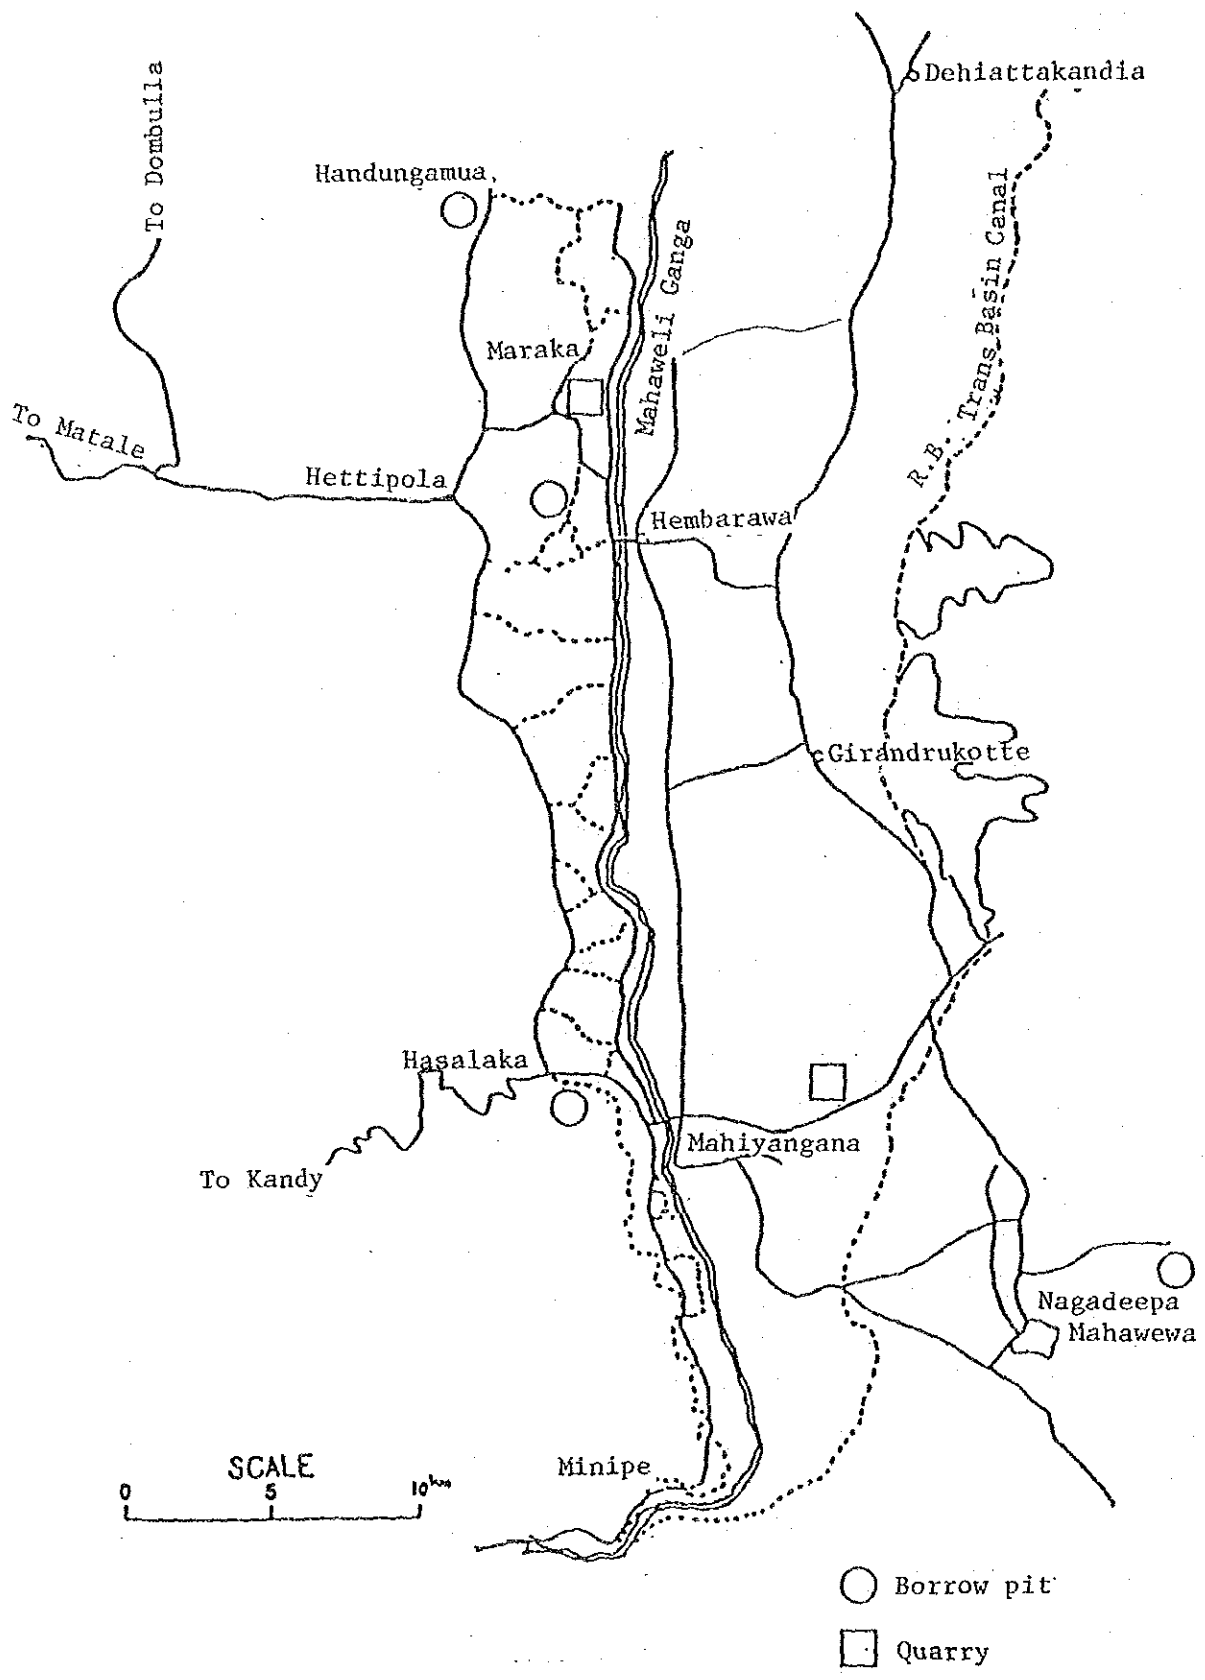 Dehiattakandia
To Dombulla
Handungamua
R.B. Trans Basin Canal
Mahaweli Ganga
Maraka
To Matale
Hettipola
Hembarawa
Girandrukotte
Hasalaka
Mahiyangana
To Kandy
Nagadeepa
Mahawewa
Minipe
SCALE
0 5 10km
Borrow pit
Quarry